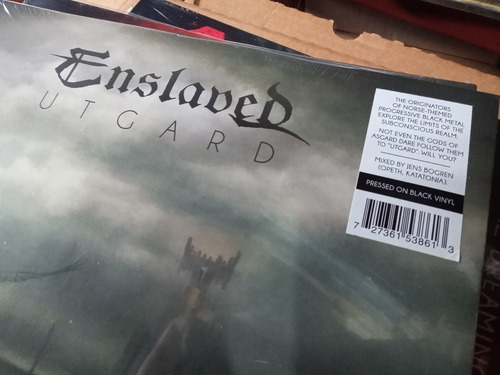 Enslaved
UTGARD
THE ORIGINATORS
OF NORSE-THEMED
PROGRESSIVE BLACK METAL
EXPLORE THE LIMITS OF THE
SUBCONSCIOUS REALM.
NOT EVEN THE GODS OF
ASGARD DARE FOLLOW THEM
TO "UTGARD". WILL YOU?
MIXED BY JENS BOGREN
(OPETH, KATATONIA).
PRESSED ON BLACK VINYL
7 27361 53861 3